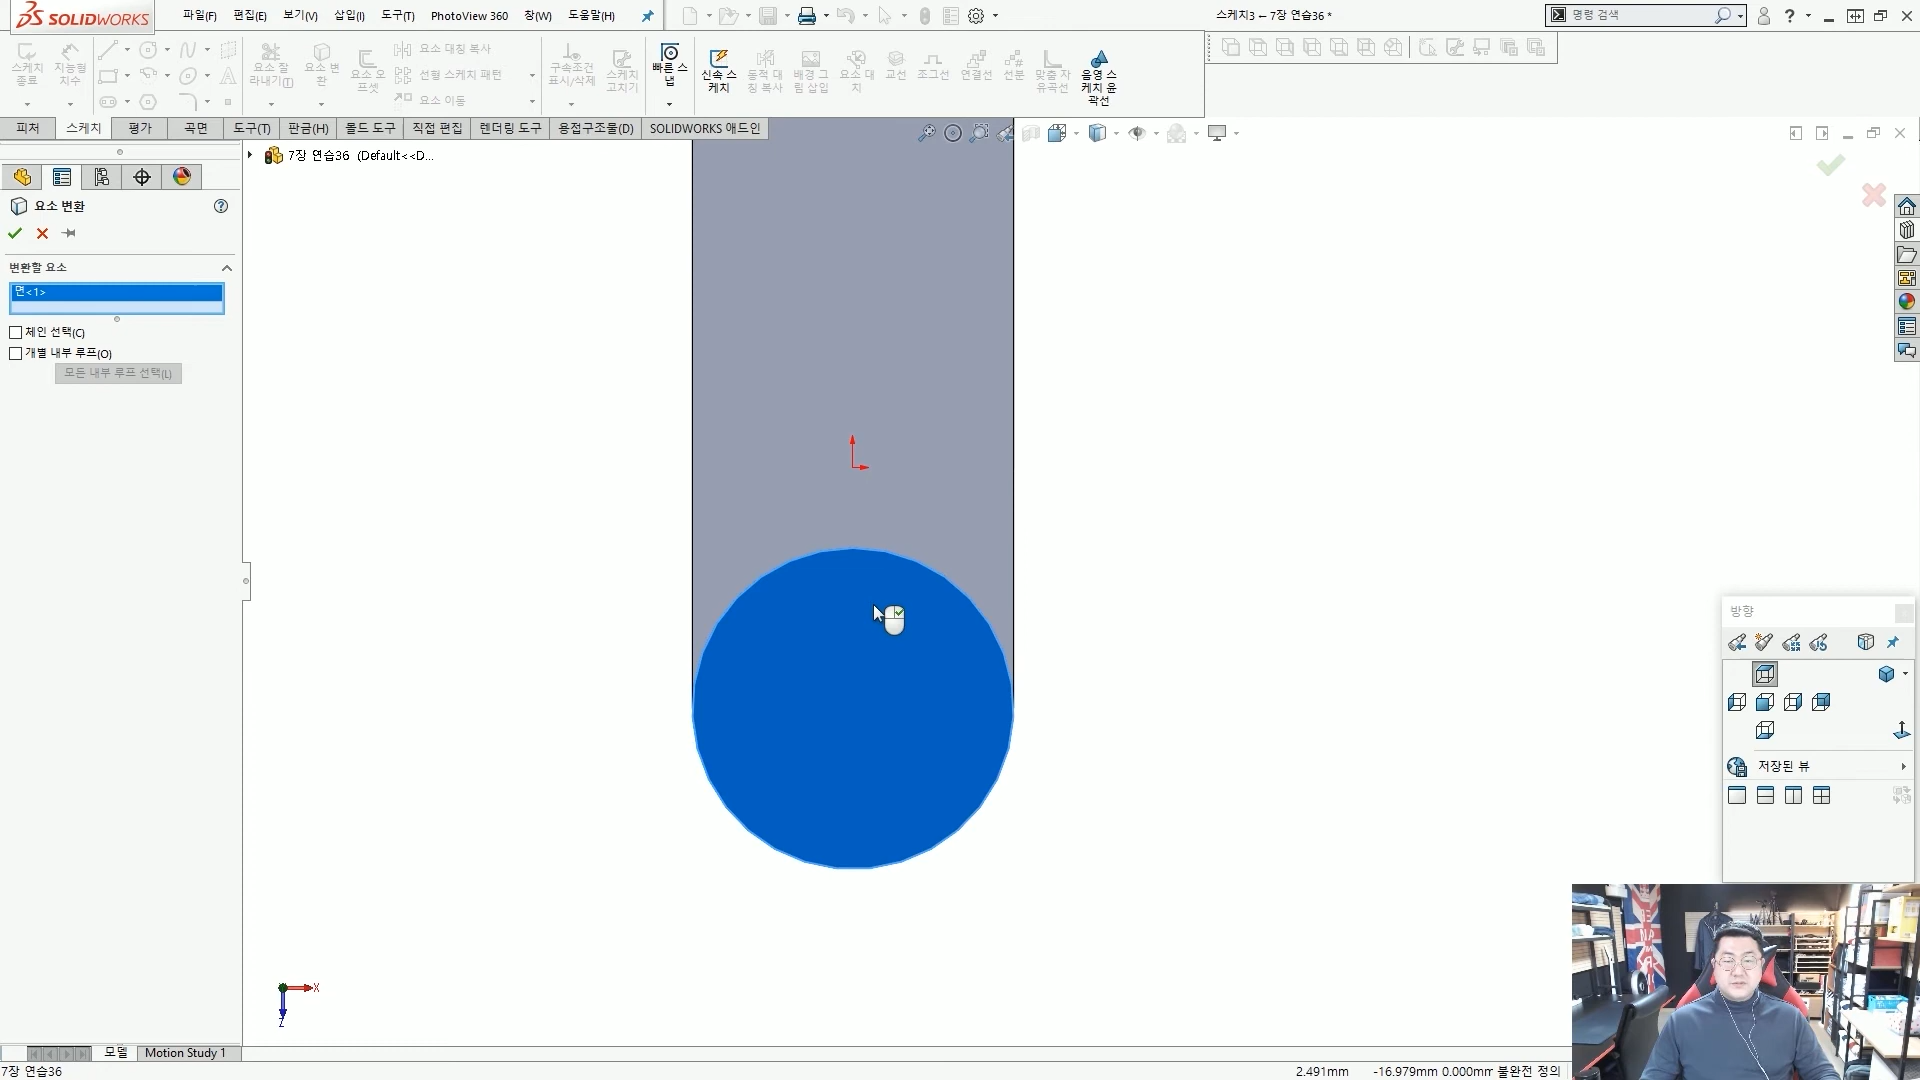 SOLIDWORKS 파일(F) 편집(E) 보기(V) 삽입(I) 도구(T) PhotoView 360 창(W) 도움말(H) 스케치3 ← 7장 연습36 * 명령 검색
스케치 종료
지능형 치수
요소 잘라내기(T)
요소 변환
요소 오프셋
요소 대칭 복사
선형 스케치 패턴
요소 이동
구속조건 표시/삭제
스케치 고치기
빠른 스냅
신속 스케치
동적 대칭 복사
배경 그림 삽입
요소 대치
교선
조그선
연결선
선분
맞춤 자유곡선
음영 스케치 윤곽선
피처 스케치 평가 곡면 도구(T) 판금(H) 몰드 도구 직접 편집 렌더링 도구 용접구조물(D) SOLIDWORKS 애드인
7장 연습36 (Default<<D...
요소 변환
변환할 요소
면<1>
체인 선택(C)
개별 내부 루프(O)
모든 내부 루프 선택(L)
방향
저장된 뷰
X
Z
모델 Motion Study 1
7장 연습36 2.491mm -16.979mm 0.000mm 불완전 정의